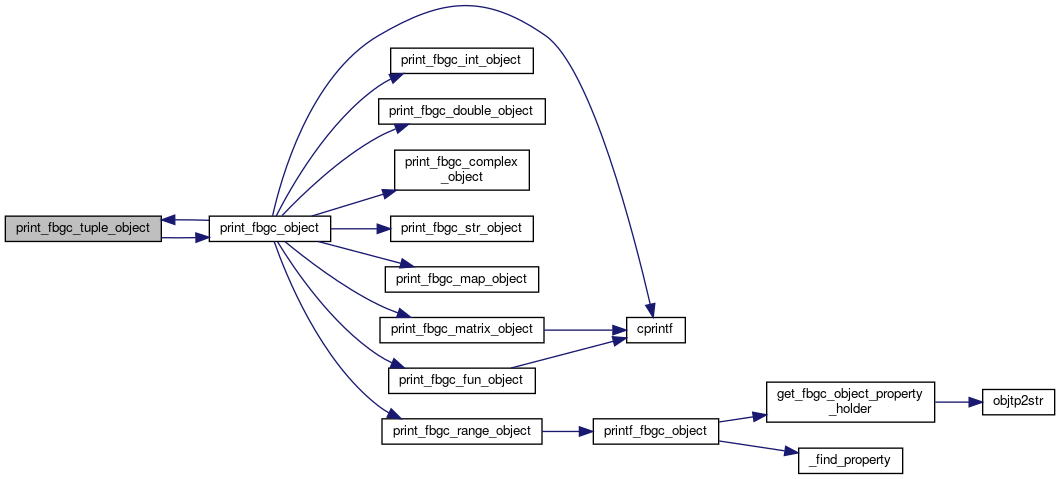 print_fbgc_int_object
print_fbgc_double_object
print_fbgc_complex
_object
print_fbgc_tuple_object
print_fbgc_object
print_fbgc_str_object
print_fbgc_map_object
print_fbgc_matrix_object
cprintf
print_fbgc_fun_object
get_fbgc_object_property
_holder
objtp2str
print_fbgc_range_object
printf_fbgc_object
_find_property